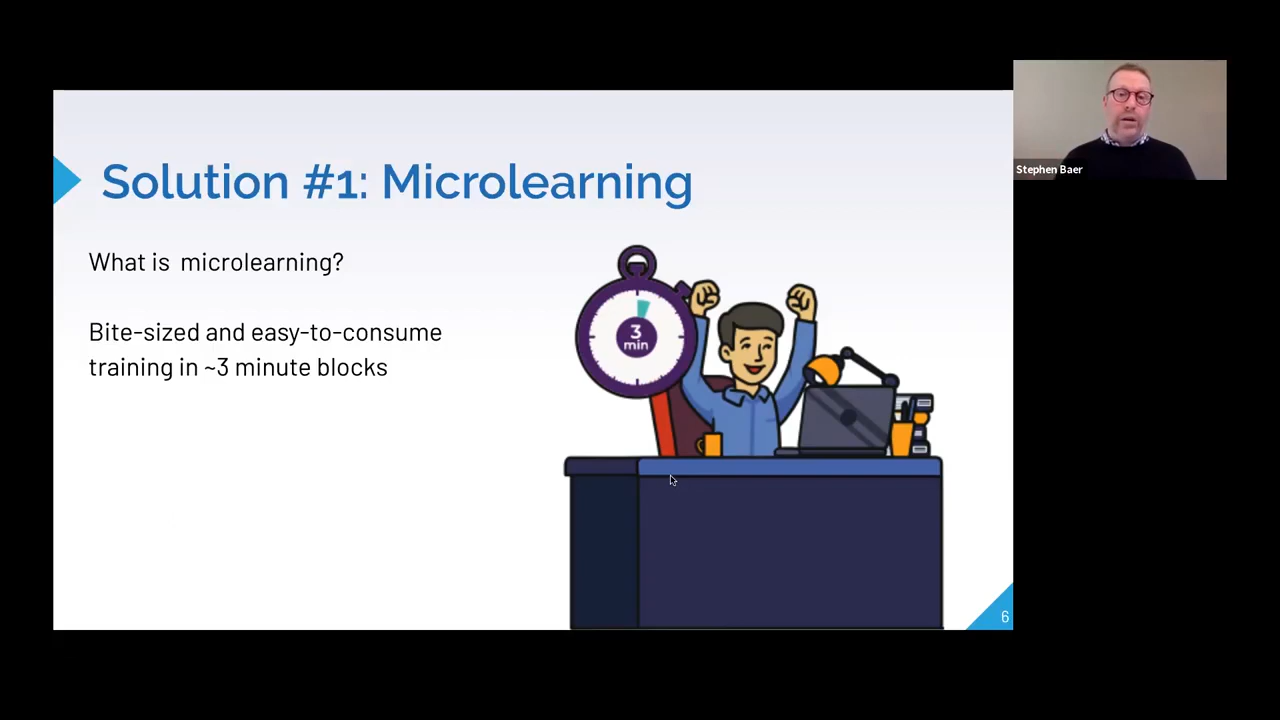 Solution #1: Microlearning
What is microlearning?
Bite-sized and easy-to-consume
training in ~3 minute blocks
3
min
6
Stephen Baer